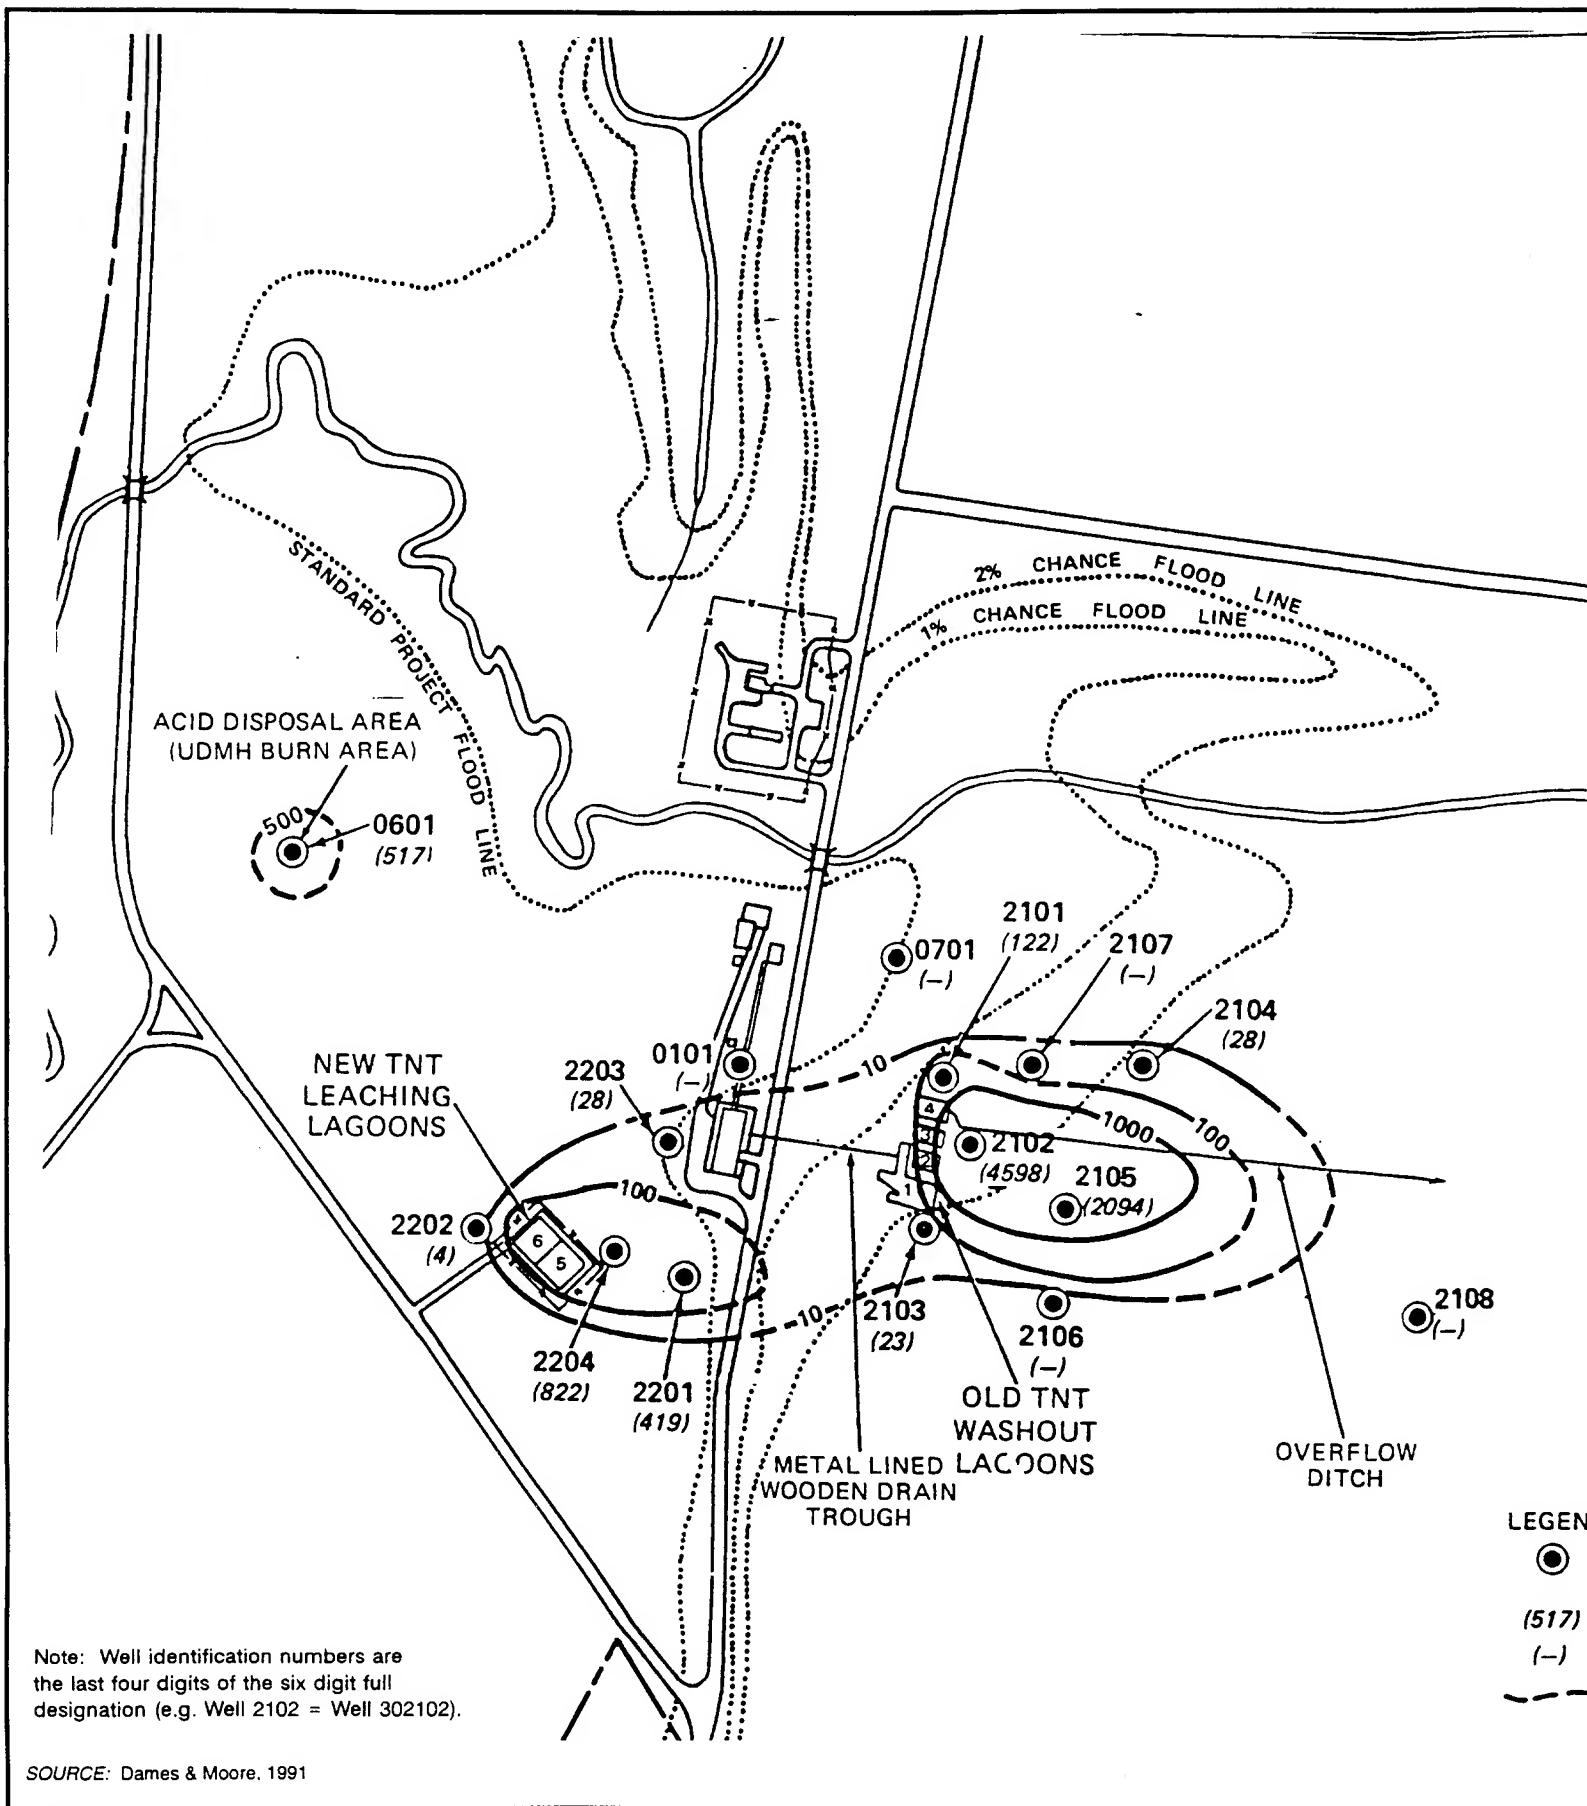 2% CHANCE FLOOD LINE
1% CHANCE FLOOD LINE
STANDARD PROJECT FLOOD LINE
ACID DISPOSAL AREA
(UDMH BURN AREA)
500
0601
(517)
2101
(122)
2107
(–)
0701
(–)
2104
(28)
NEW TNT
LEACHING
LAGOONS
2203
(28)
0101
(–)
10
4
3
2
1
1000
100
2102
(4598)
2105
(2094)
100
2202
(4)
6
5
10
2103
(23)
2106
(–)
2108
(–)
2204
(822)
2201
(419)
OLD TNT
WASHOUT
LAGOONS
METAL LINED
WOODEN DRAIN
TROUGH
OVERFLOW
DITCH
LEGEN
(517)
(–)
Note: Well identification numbers are
the last four digits of the six digit full
designation (e.g. Well 2102 = Well 302102).
SOURCE: Dames & Moore, 1991